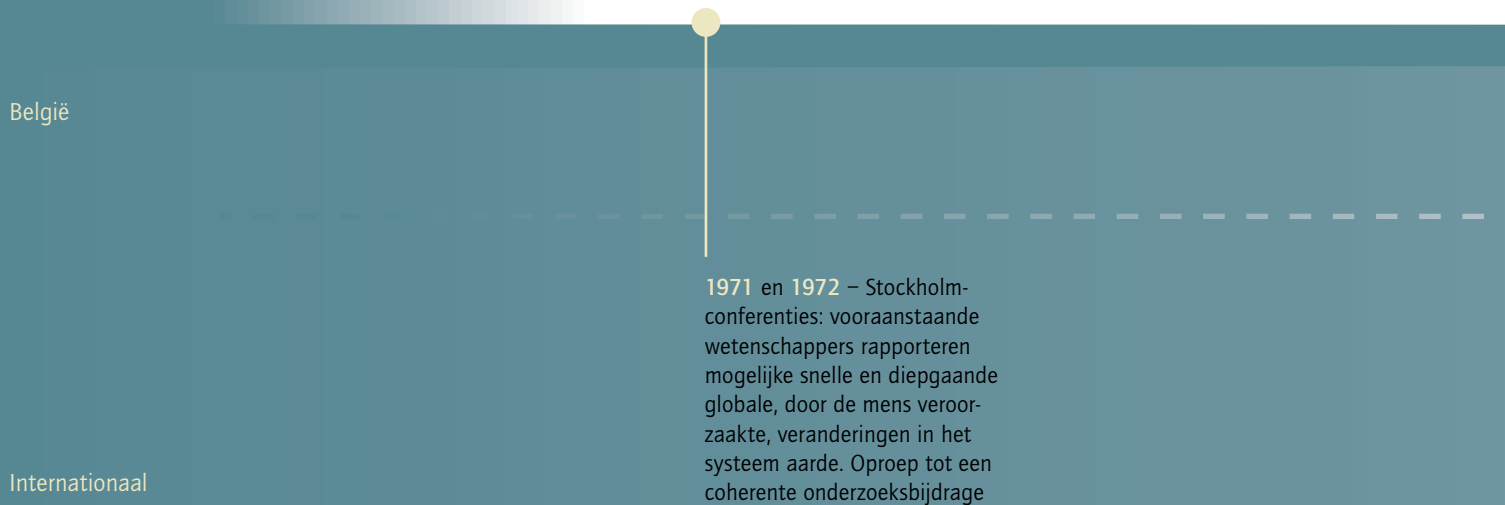 België
1971 en 1972 – Stockholm-
conferenties: vooraanstaande
wetenschappers rapporteren
mogelijke snelle en diepgaande
globale, door de mens veroor-
zaakte, veranderingen in het
systeem aarde. Oproep tot een
coherente onderzoeksbijdrage
Internationaal